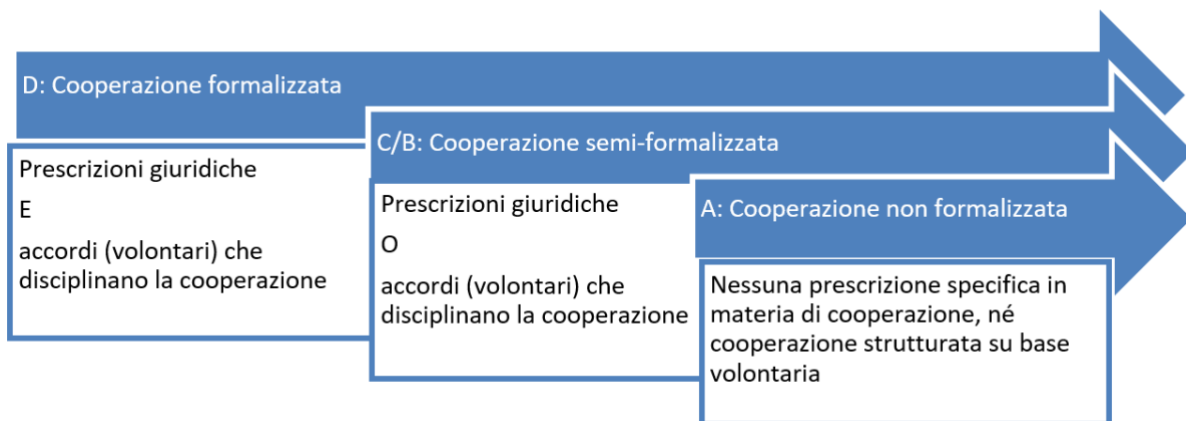 D: Cooperazione formalizzata
Prescrizioni giuridiche
E
accordi (volontari) che
disciplinano la cooperazione
C/B: Cooperazione semi-formalizzata
Prescrizioni giuridiche
O
accordi (volontari) che
disciplinano la cooperazione
A: Cooperazione non formalizzata
Nessuna prescrizione specifica in
materia di cooperazione, né
cooperazione strutturata su base
volontaria